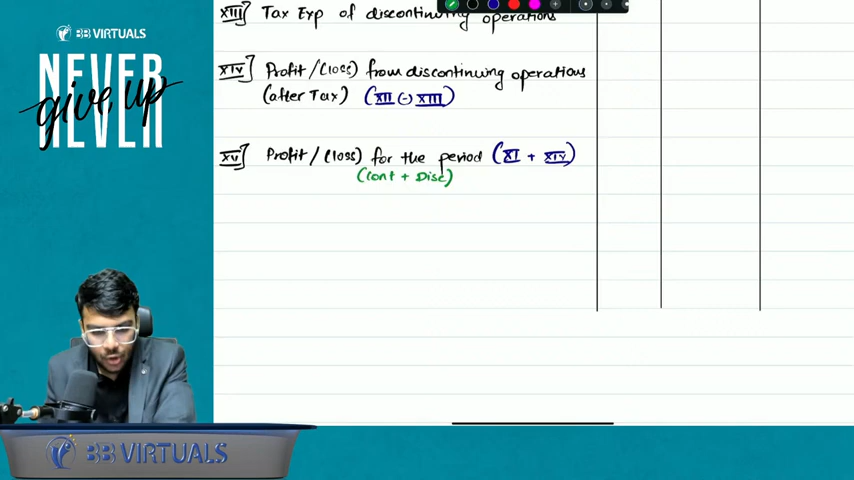 BB VIRTUALS
NEVER
give up
NEVER
XIII] Tax Exp of discontinuing operations
XIV] Profit/(loss) from discontinuing operations
(after Tax) (XII (-) XIII)
XV] Profit/(loss) for the period (XI + XIV)
(Cont + Disc)
BB VIRTUALS